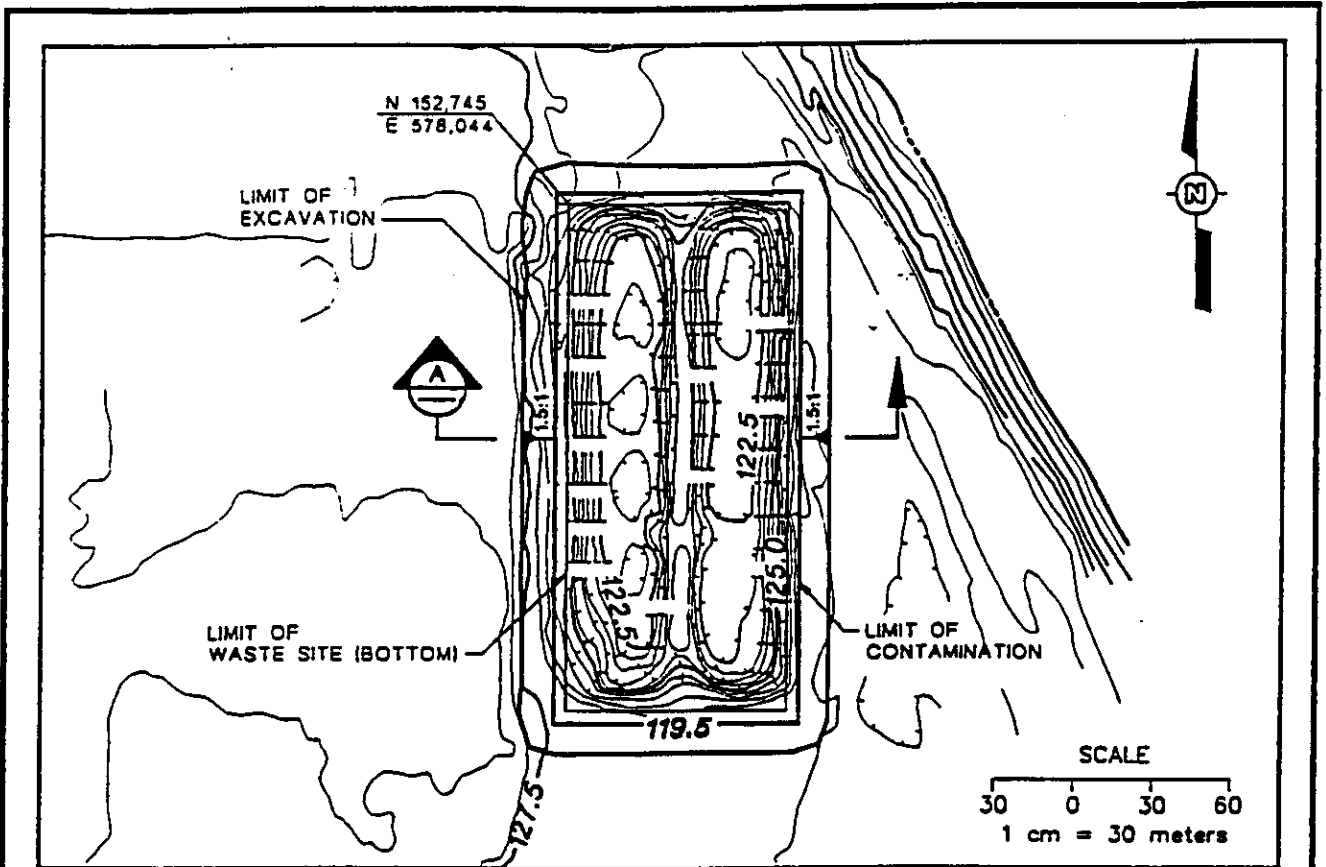 N 152,745
E 578,044
LIMIT OF
EXCAVATION
N
A
1.5:1
1.5:1
122.5
125.0
122.5
LIMIT OF
WASTE SITE (BOTTOM)
LIMIT OF
CONTAMINATION
119.5
127.5
SCALE
30 0 30 60
1 cm = 30 meters